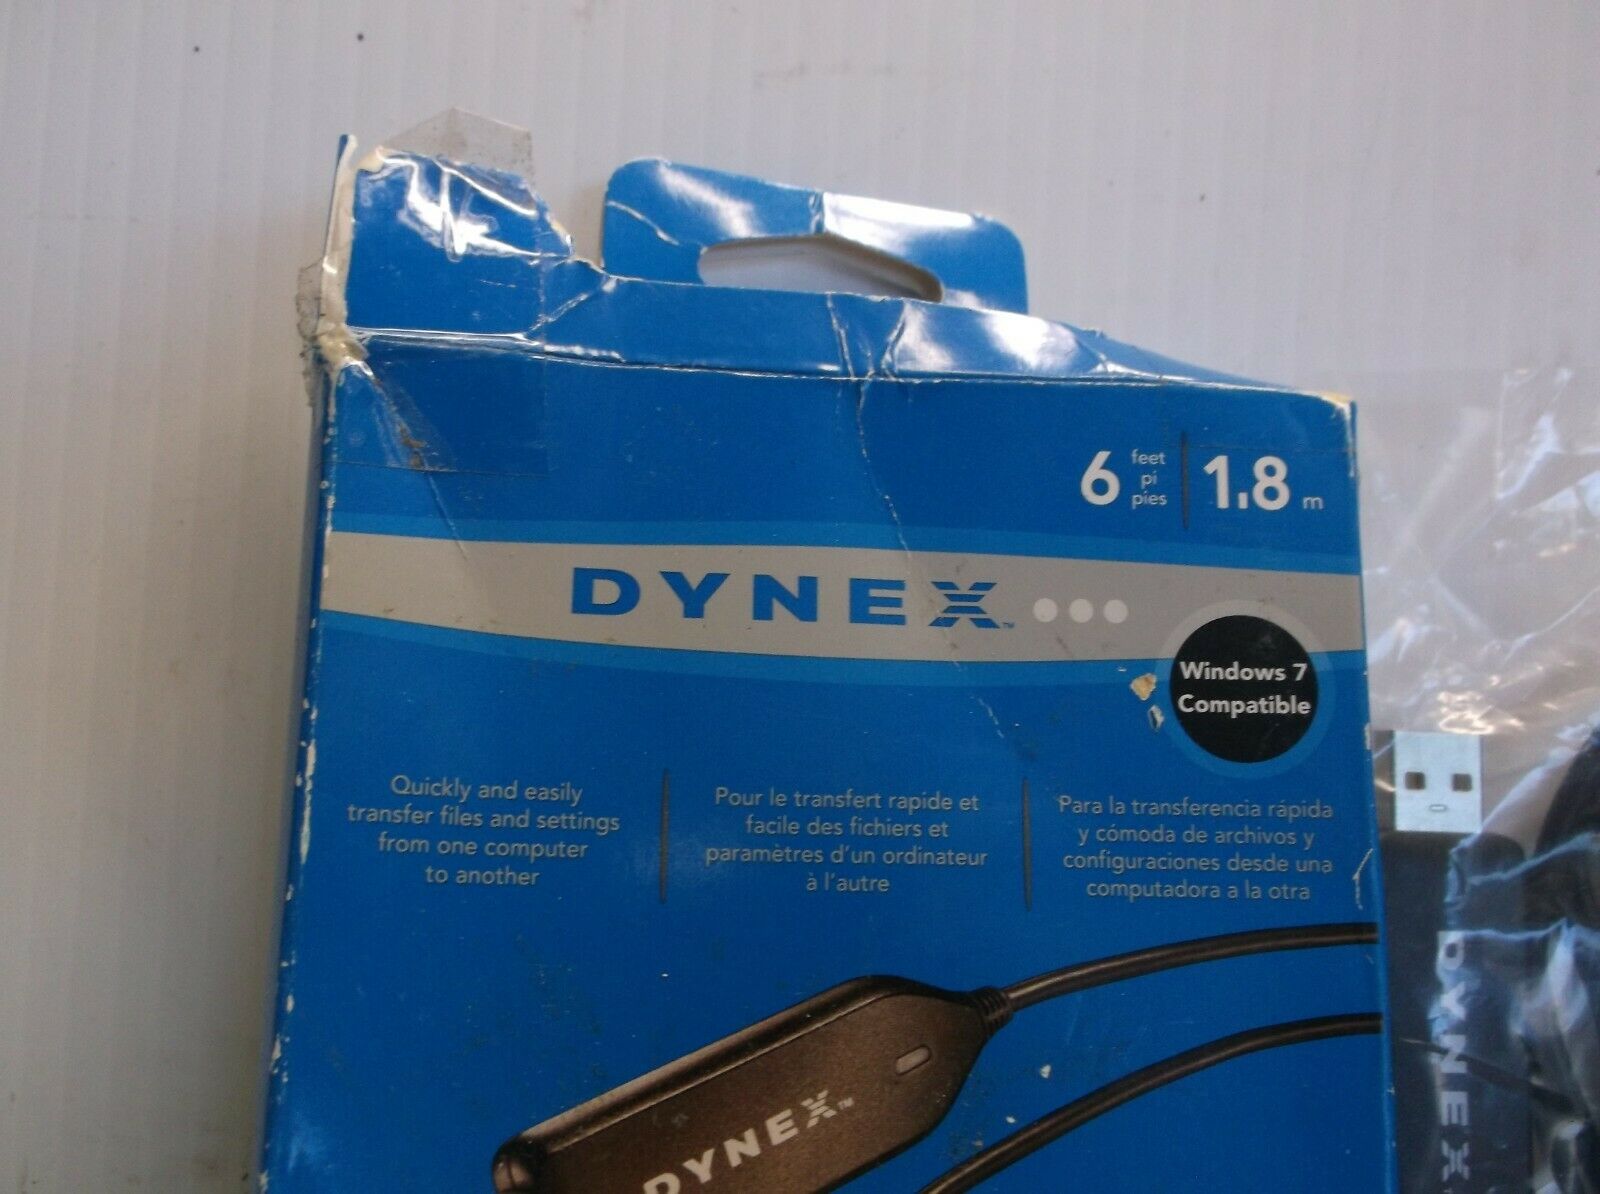 6 feet pi pies 1.8 m
DYNEX™
Windows 7
Compatible
Quickly and easily
transfer files and settings
from one computer
to another
Pour le transfert rapide et
facile des fichiers et
paramètres d'un ordinateur
à l'autre
Para la transferencia rápida
y cómoda de archivos y
configuraciones desde una
computadora a la otra
DYNEX™
DYNEX